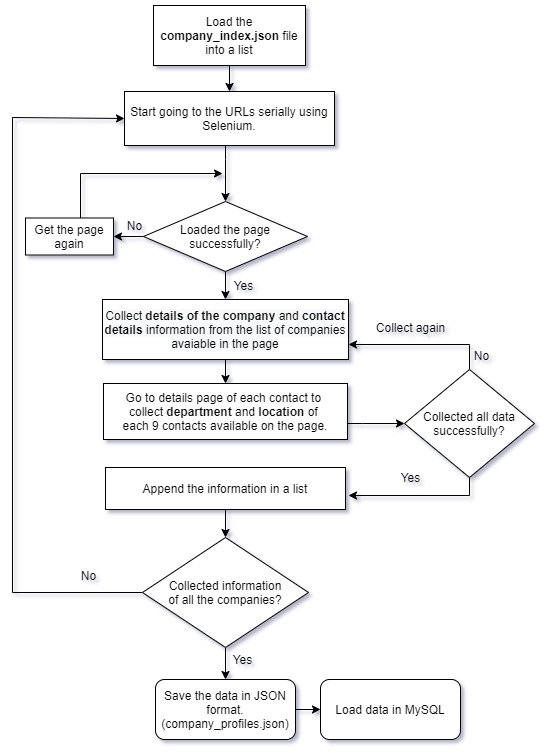 Load the
company_index.json file
into a list
Start going to the URLs serially using
Selenium.
Loaded the page
successfully?
No
Get the page
again
Yes
Collect details of the company and contact
details information from the list of companies
avaiable in the page
Collect again
No
Go to details page of each contact to
collect department and location of
each 9 contacts available on the page.
Collected all data
successfully?
Yes
Append the information in a list
Collected information
of all the companies?
No
Yes
Save the data in JSON
format.
(company_profiles.json)
Load data in MySQL